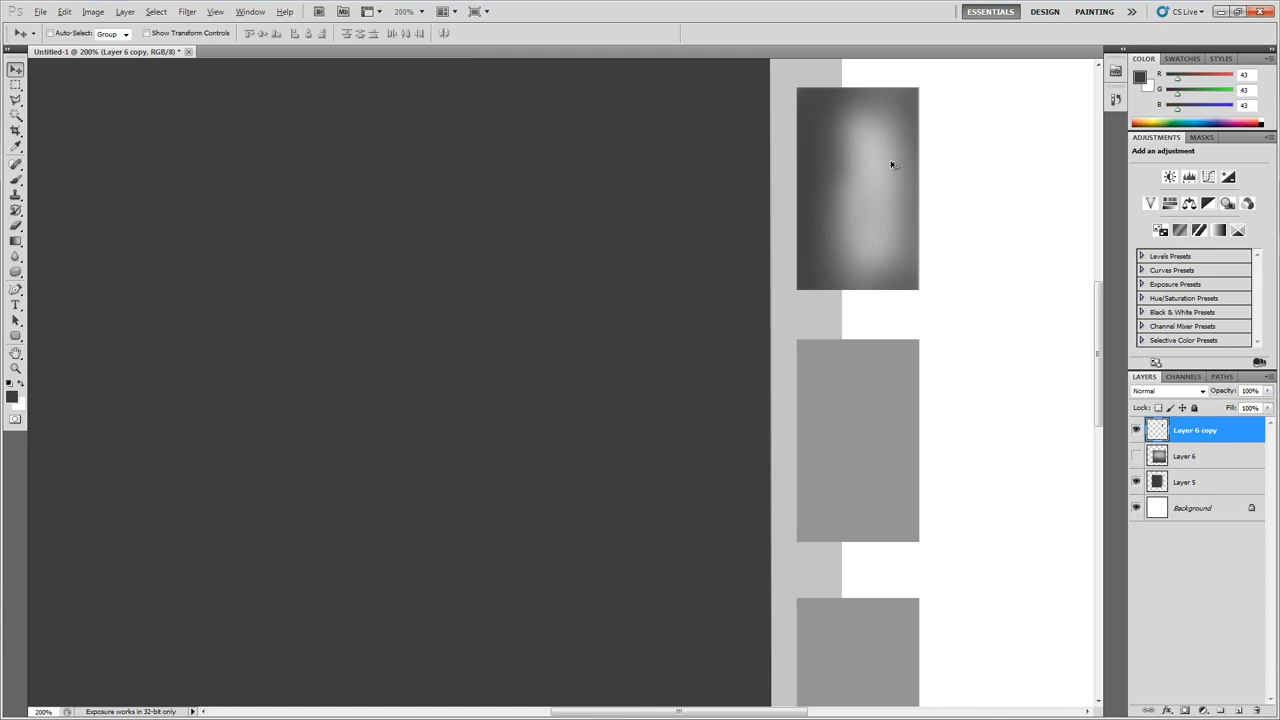 Ps File Edit Image Layer Select Filter View Window Help Mb 200% ESSENTIALS DESIGN PAINTING CS Live
Auto-Select: Group Show Transform Controls
Untitled-1 @ 200% (Layer 6 copy, RGB/8) *
COLOR SWATCHES STYLES
R 43
G 43
B 43
ADJUSTMENTS MASKS
Add an adjustment
Levels Presets
Curves Presets
Exposure Presets
Hue/Saturation Presets
Black & White Presets
Channel Mixer Presets
Selective Color Presets
LAYERS CHANNELS PATHS
Normal Opacity: 100%
Lock: Fill: 100%
Layer 6 copy
Layer 6
Layer 5
Background
200% Exposure works in 32-bit only